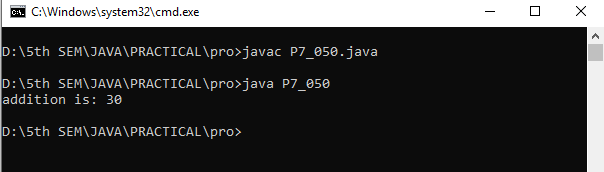 C:\Windows\system32\cmd.exe
D:\5th SEM\JAVA\PRACTICAL\pro>javac P7_050.java
D:\5th SEM\JAVA\PRACTICAL\pro>java P7_050
addition is: 30
D:\5th SEM\JAVA\PRACTICAL\pro>